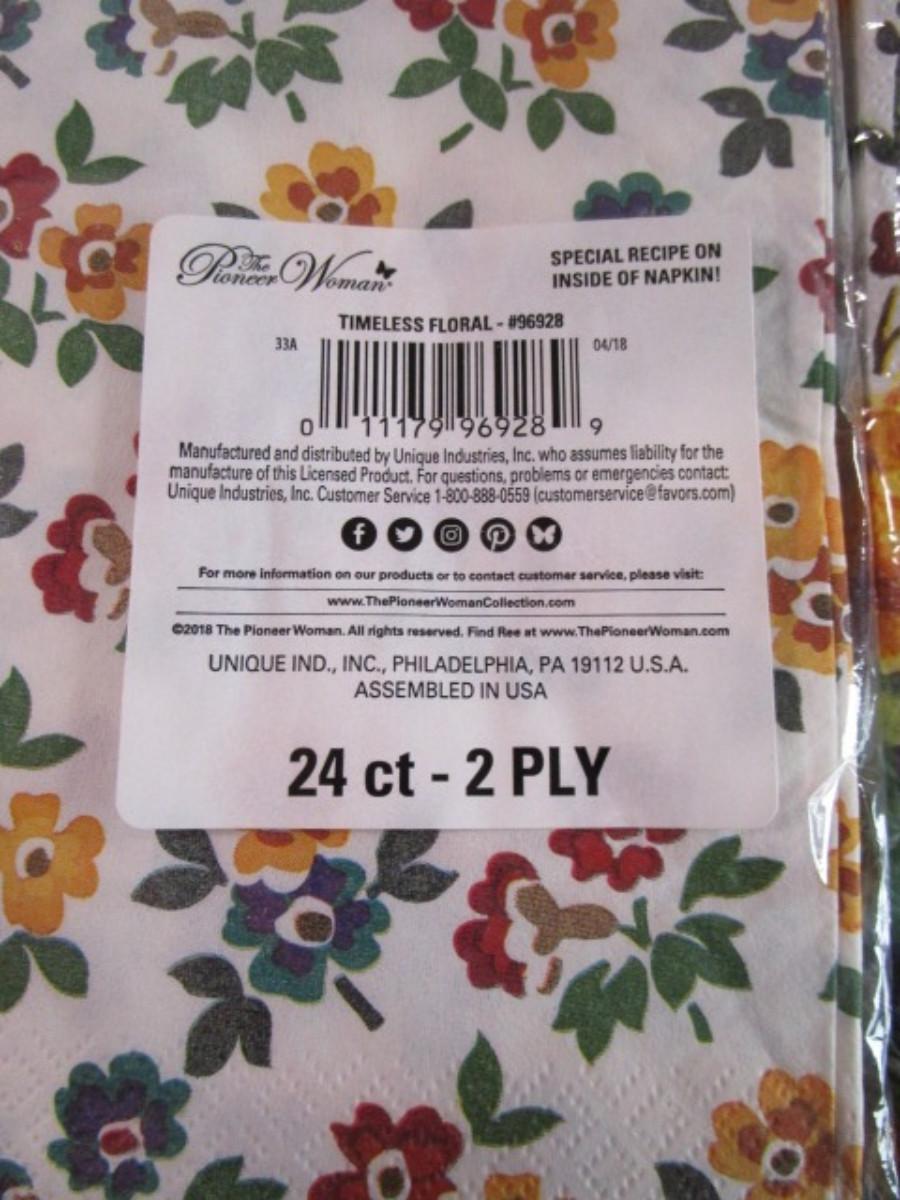 The Pioneer Woman
SPECIAL RECIPE ON
INSIDE OF NAPKIN!
TIMELESS FLORAL - #96928
33A
04/18
0 11179 96928 9
Manufactured and distributed by Unique Industries, Inc. who assumes liability for the
manufacture of this Licensed Product. For questions, problems or emergencies contact:
Unique Industries, Inc. Customer Service 1-800-888-0559 (customerservice@favors.com)
For more information on our products or to contact customer service, please visit:
www.ThePioneerWomanCollection.com
©2018 The Pioneer Woman. All rights reserved. Find Ree at www.ThePioneerWoman.com
UNIQUE IND., INC., PHILADELPHIA, PA 19112 U.S.A.
ASSEMBLED IN USA
24 ct - 2 PLY